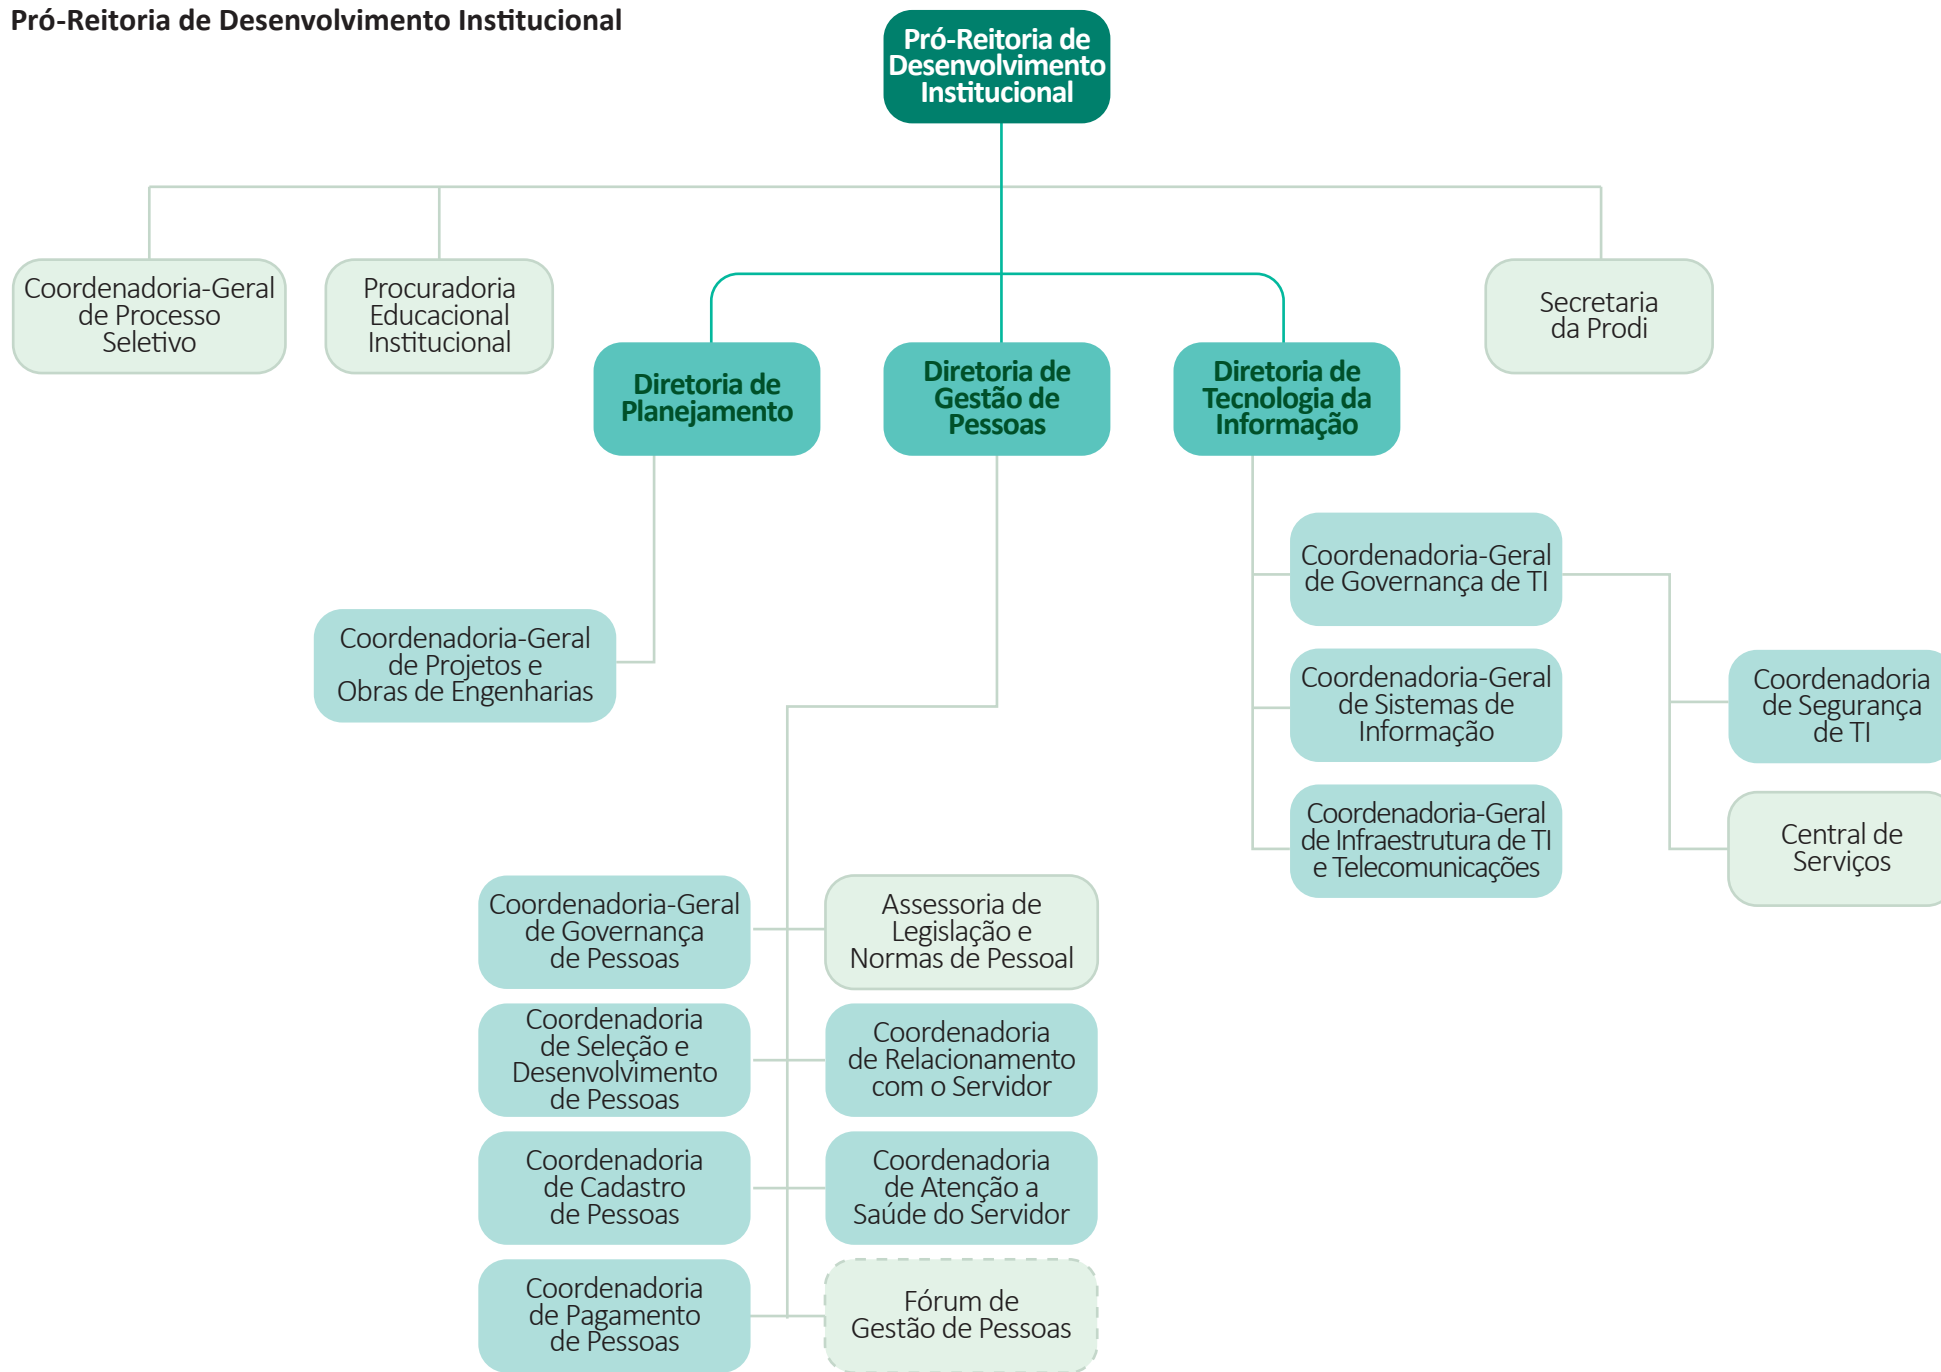 Pró-Reitoria de Desenvolvimento Institucional
Pró-Reitoria de
Desenvolvimento
Institucional
Coordenadoria-Geral
de Processo
Seletivo
Procuradoria
Educacional
Institucional
Secretaria
da Prodi
Diretoria de
Planejamento
Diretoria de
Gestão de
Pessoas
Diretoria de
Tecnologia da
Informação
Coordenadoria-Geral
de Projetos e
Obras de Engenharias
Coordenadoria-Geral
de Governança de TI
Coordenadoria-Geral
de Sistemas de
Informação
Coordenadoria-Geral
de Infraestrutura de TI
e Telecomunicações
Coordenadoria
de Segurança
de TI
Central de
Serviços
Coordenadoria-Geral
de Governança
de Pessoas
Assessoria de
Legislação e
Normas de Pessoal
Coordenadoria
de Seleção e
Desenvolvimento
de Pessoas
Coordenadoria
de Relacionamento
com o Servidor
Coordenadoria
de Cadastro
de Pessoas
Coordenadoria
de Atenção a
Saúde do Servidor
Coordenadoria
de Pagamento
de Pessoas
Fórum de
Gestão de Pessoas